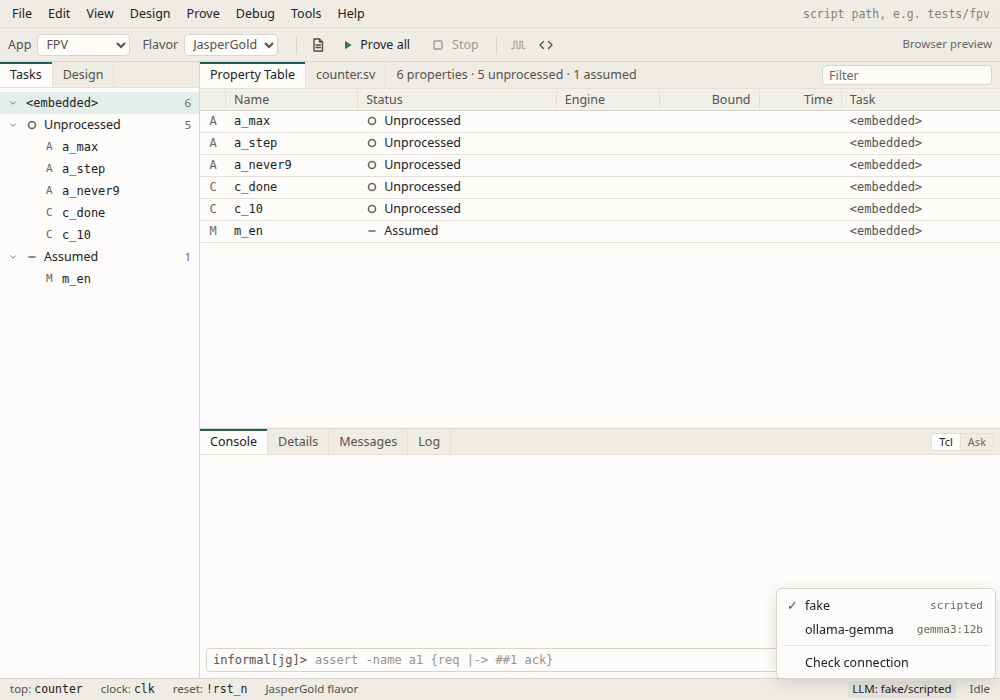 File Edit View Design Prove Debug Tools Help script path, e.g. tests/fpv
App FPV Flavor JasperGold Prove all Stop Browser preview
Tasks Design Property Table counter.sv 6 properties · 5 unprocessed · 1 assumed Filter
<embedded> 6
Unprocessed 5
A a_max
A a_step
A a_never9
C c_done
C c_10
Assumed 1
M m_en
Name Status Engine Bound Time Task
A a_max Unprocessed <embedded>
A a_step Unprocessed <embedded>
A a_never9 Unprocessed <embedded>
C c_done Unprocessed <embedded>
C c_10 Unprocessed <embedded>
M m_en Assumed <embedded>
Console Details Messages Log Tcl Ask
✓ fake scripted
ollama-gemma gemma3:12b
Check connection
informal[jg]> assert -name a1 {req |-> ##1 ack}
top: counter clock: clk reset: !rst_n JasperGold flavor LLM: fake/scripted Idle